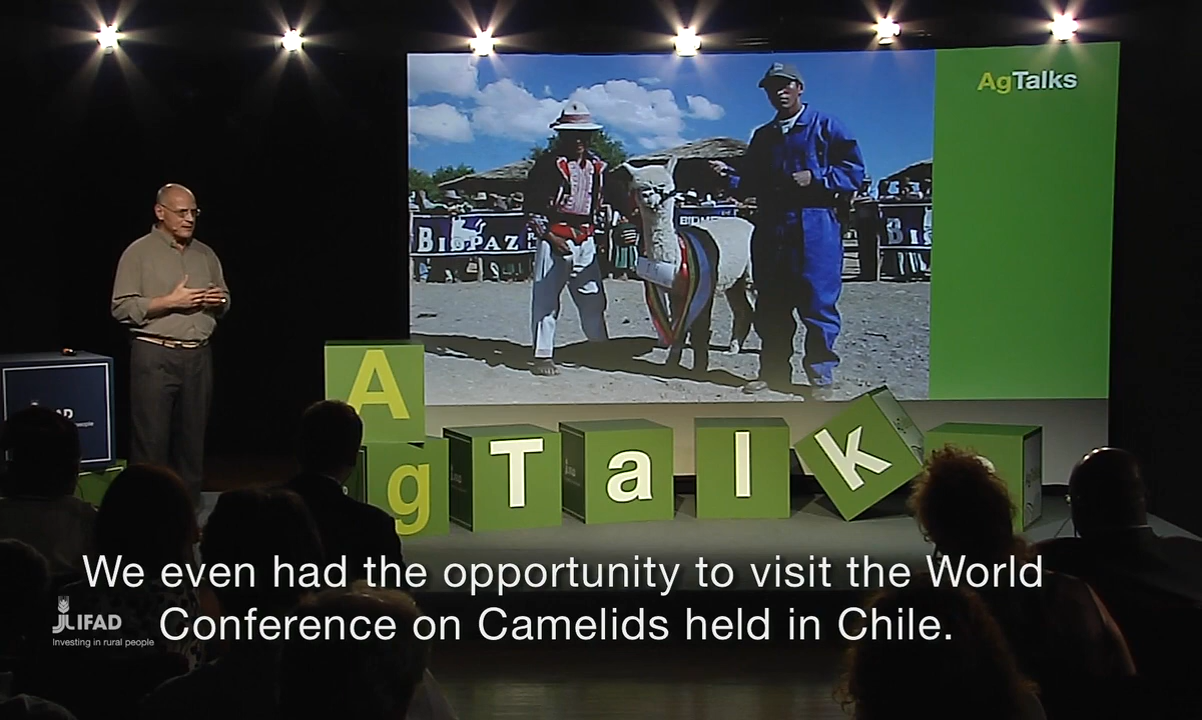 AgTalks
BIOPAZ
A
g
T
a
l
k
We even had the opportunity to visit the World
Conference on Camelids held in Chile.
IFAD
Investing in rural people